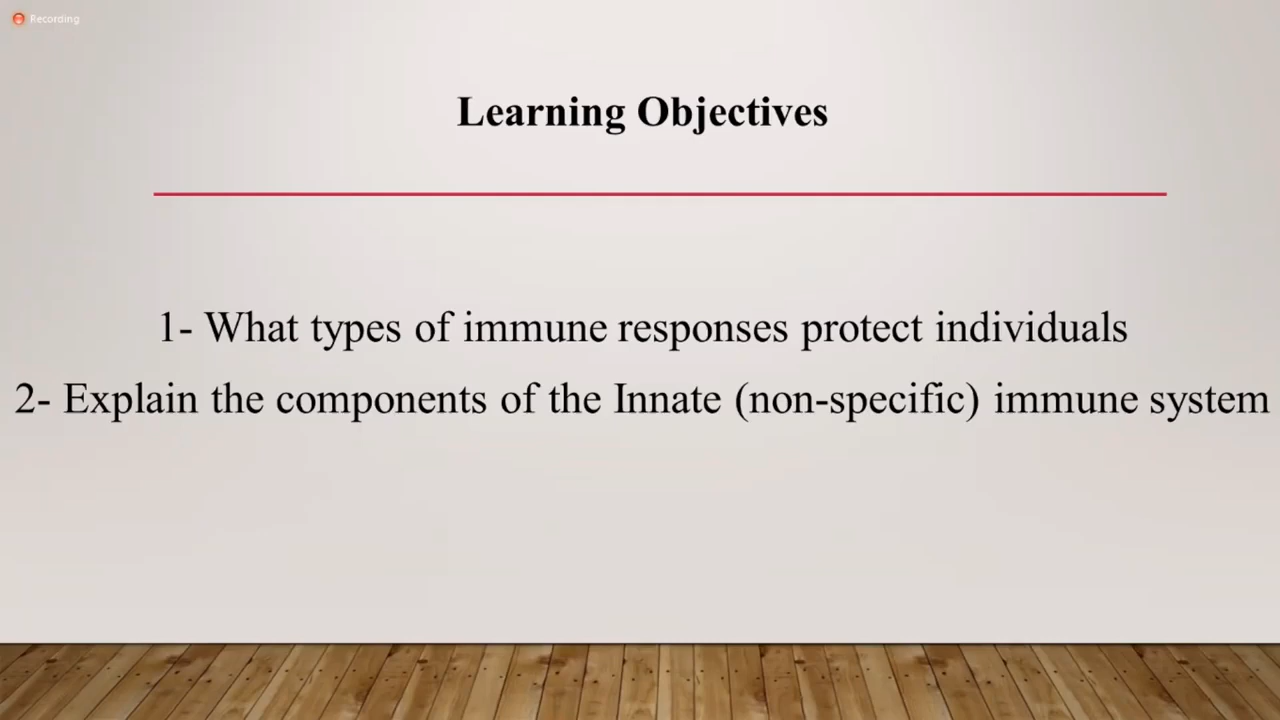 Recording
Learning Objectives
1- What types of immune responses protect individuals
2- Explain the components of the Innate (non-specific) immune system